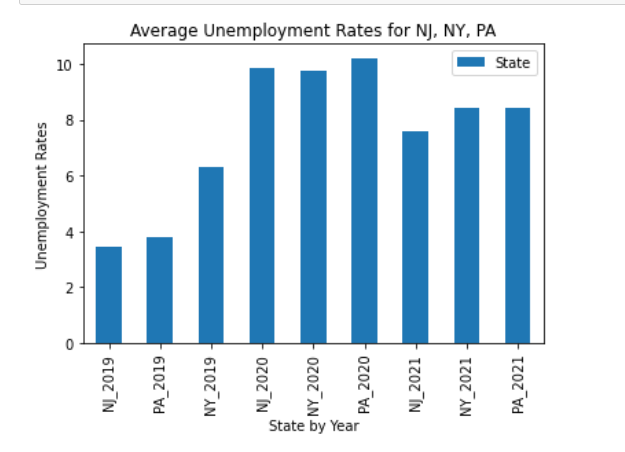 Average Unemployment Rates for NJ, NY, PA
State
Unemployment Rates
10
8
6
4
2
0
NJ_2019
PA_2019
NY_2019
NJ_2020
NY_2020
PA_2020
NJ_2021
NY_2021
PA_2021
State by Year